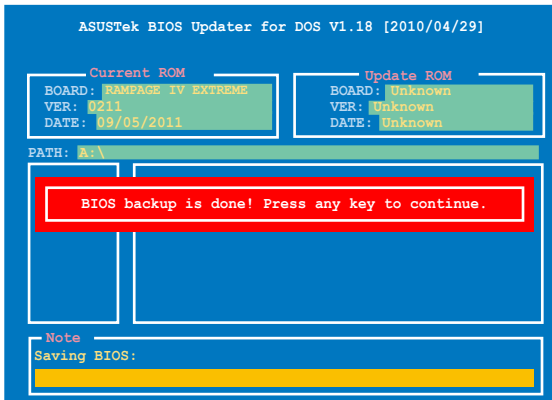 ASUSTek BIOS Updater for DOS V1.18 [2010/04/29]
Current ROM
BOARD: RAMPAGE IV EXTREME
VER: 0211
DATE: 09/05/2011
Update ROM
BOARD: Unknown
VER: Unknown
DATE: Unknown
PATH: A:\
BIOS backup is done! Press any key to continue.
Note
Saving BIOS: